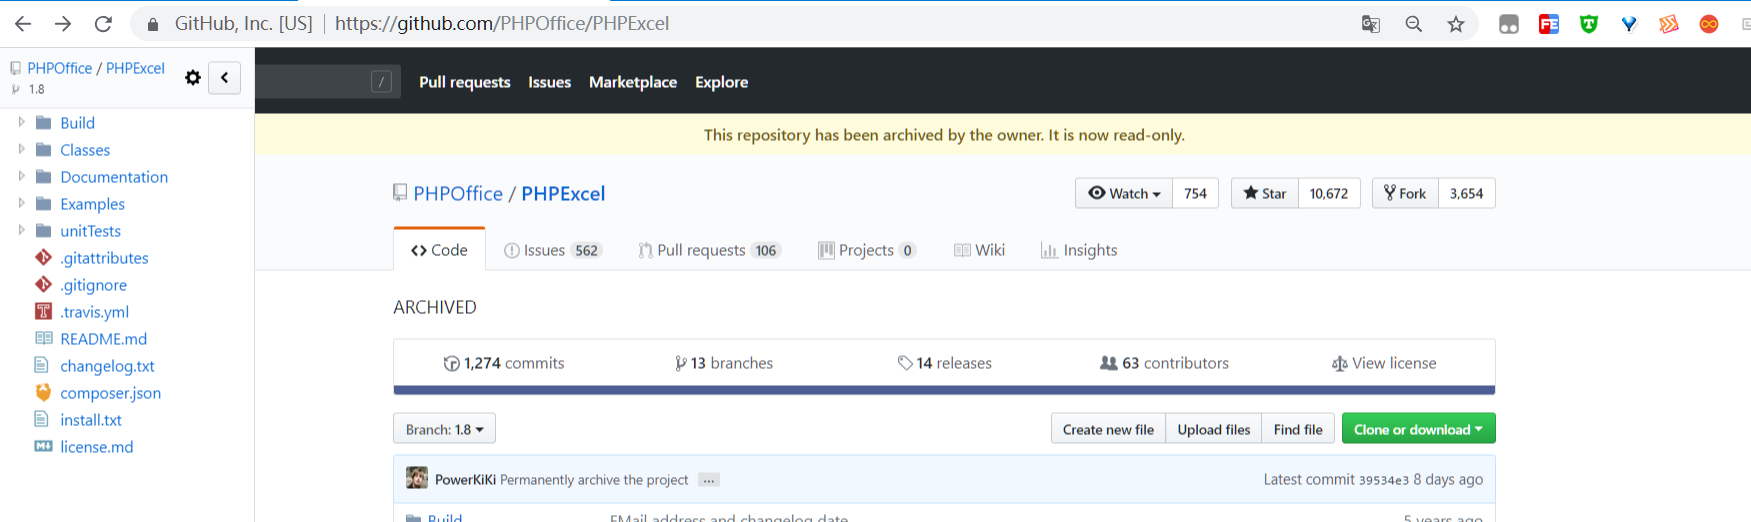 GitHub, Inc. [US] | https://github.com/PHPOffice/PHPExcel
PHPOffice / PHPExcel
1.8
Build
Classes
Documentation
Examples
unitTests
.gitattributes
.gitignore
.travis.yml
README.md
changelog.txt
composer.json
install.txt
license.md
/ Pull requests Issues Marketplace Explore
This repository has been archived by the owner. It is now read-only.
PHPOffice / PHPExcel
Watch 754 Star 10,672 Fork 3,654
Code Issues 562 Pull requests 106 Projects 0 Wiki Insights
ARCHIVED
1,274 commits 13 branches 14 releases 63 contributors View license
Branch: 1.8 Create new file Upload files Find file Clone or download
PowerKiKi Permanently archive the project ... Latest commit 39534e3 8 days ago
Build EMail address and changelog date 5 years ago